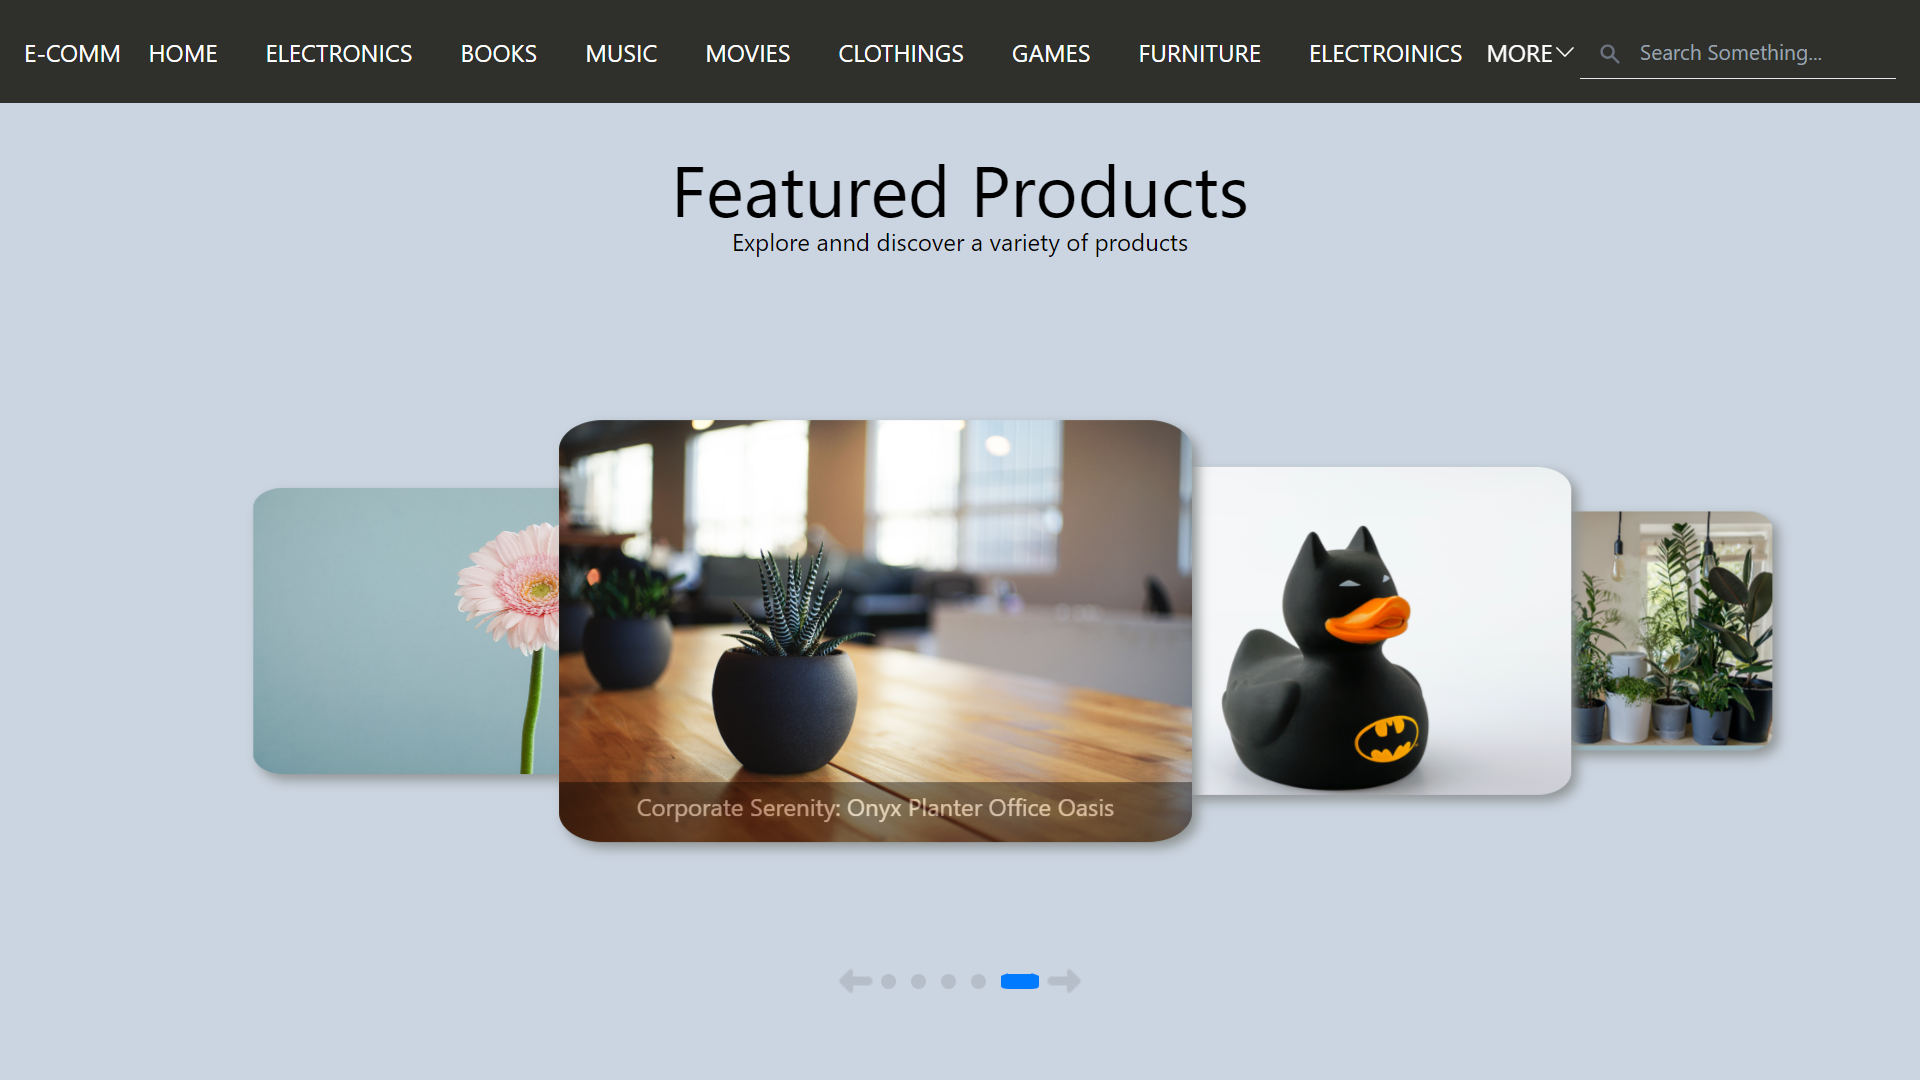 E-COMM HOME ELECTRONICS BOOKS MUSIC MOVIES CLOTHINGS GAMES FURNITURE ELECTROINICS MORE Search Something...
Featured Products
Explore annd discover a variety of products
Corporate Serenity: Onyx Planter Office Oasis